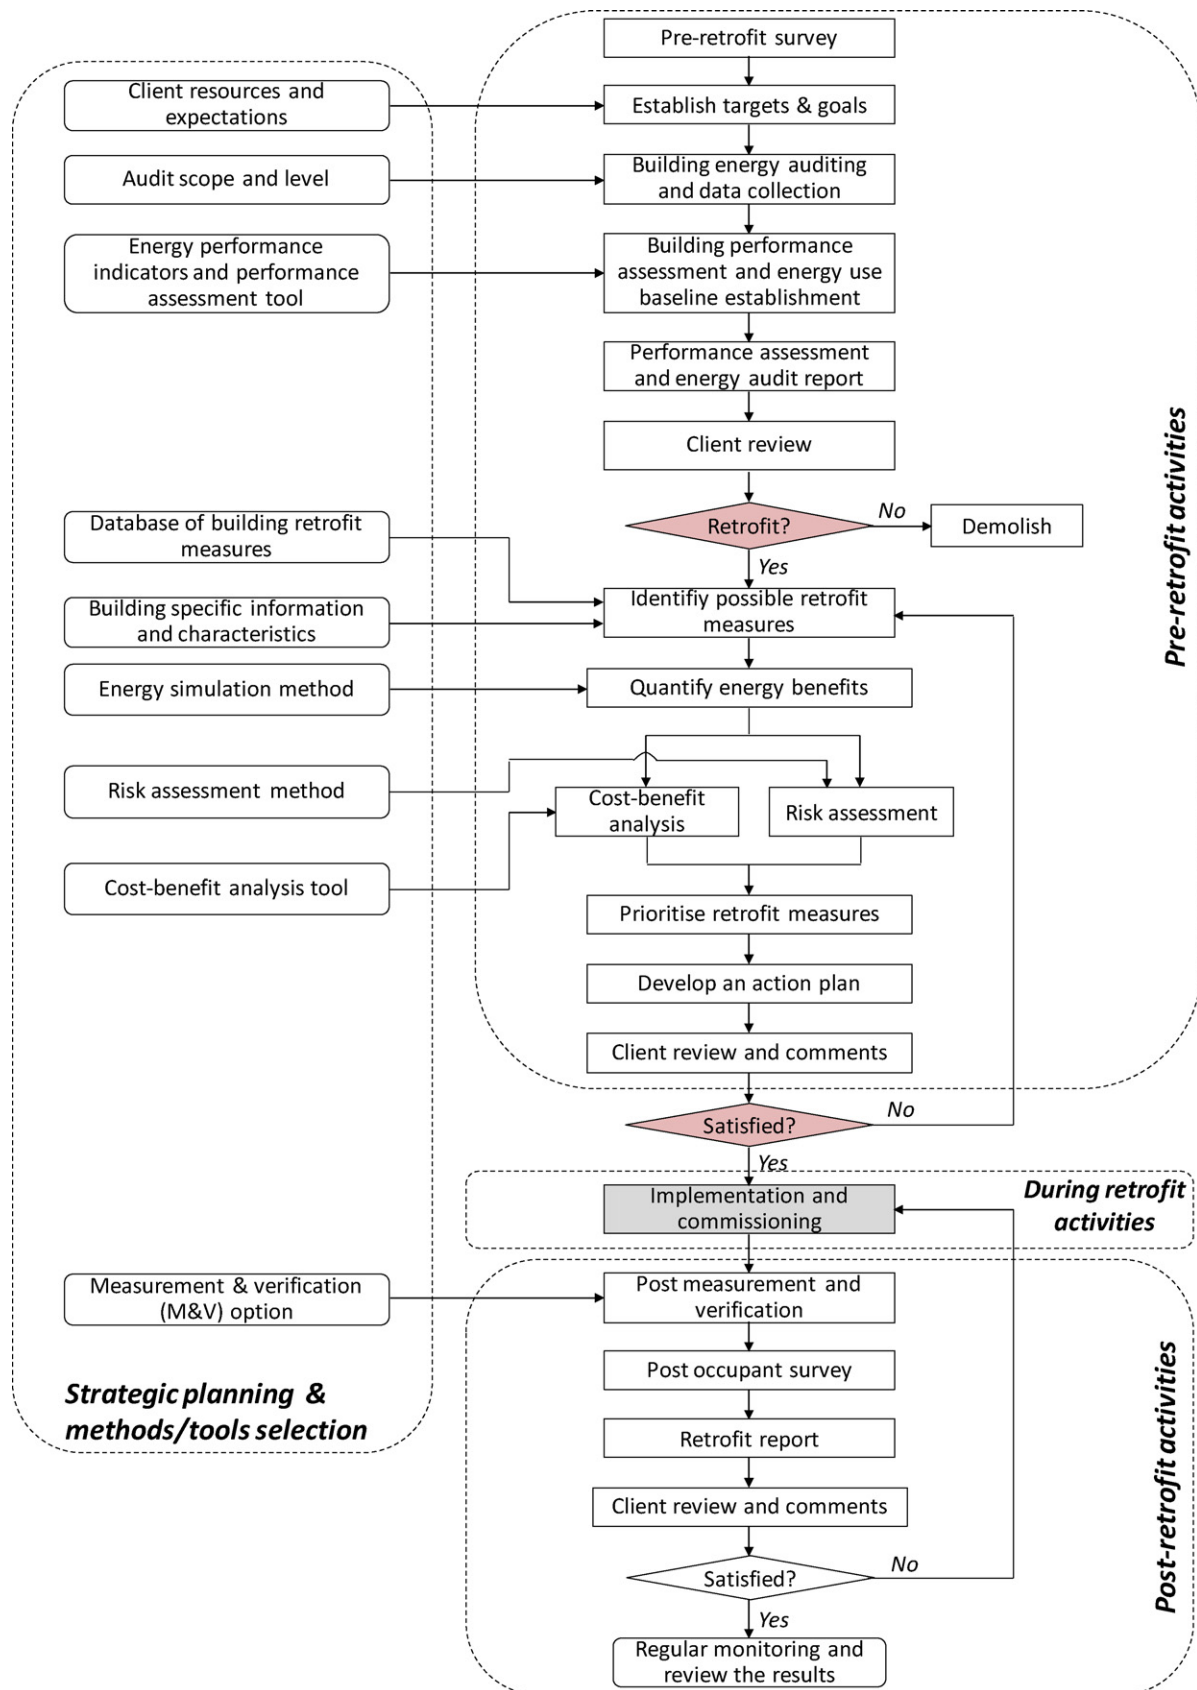 Pre-retrofit survey
Client resources and
expectations
Establish targets & goals
Audit scope and level
Building energy auditing
and data collection
Energy performance
indicators and performance
assessment tool
Building performance
assessment and energy use
baseline establishment
Performance assessment
and energy audit report
Client review
Pre-retrofit activities
Database of building retrofit
measures
Retrofit?
No
Demolish
Yes
Building specific information
and characteristics
Identifiy possible retrofit
measures
Energy simulation method
Quantify energy benefits
Risk assessment method
Cost-benefit
analysis
Risk assessment
Cost-benefit analysis tool
Prioritise retrofit measures
Develop an action plan
Client review and comments
Satisfied?
No
Yes
Implementation and
commissioning
During retrofit
activities
Measurement & verification
(M&V) option
Post measurement and
verification
Post occupant survey
Strategic planning &
methods/tools selection
Retrofit report
Client review and comments
Post-retrofit activities
Satisfied?
No
Yes
Regular monitoring and
review the results